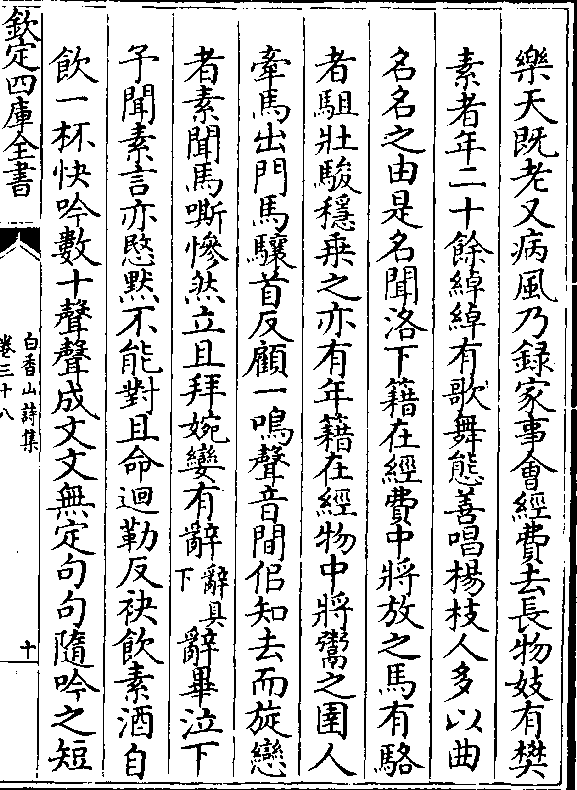 樂天既老又病風乃録家事會經費去長物妓有樊
素者年二十餘綽綽有歌舞態善唱楊枝人多以曲
名名之由是名聞洛下籍在經費中將放之馬有駱
者駔壯駿穩乗之亦有年籍在經物中將鬻之圉人
牽馬出門馬驤首反顧一鳴聲音間侣知去而旋戀
者素聞馬嘶慘然立且拜婉孌有辭辭具下辭畢泣下
予聞素言亦愍默不能對且命迴勒反袂飲素酒自
飲一杯快吟數十聲聲成文文無定句句隨吟之短
欽定四庫全書
白香山詩集
卷三十八
十